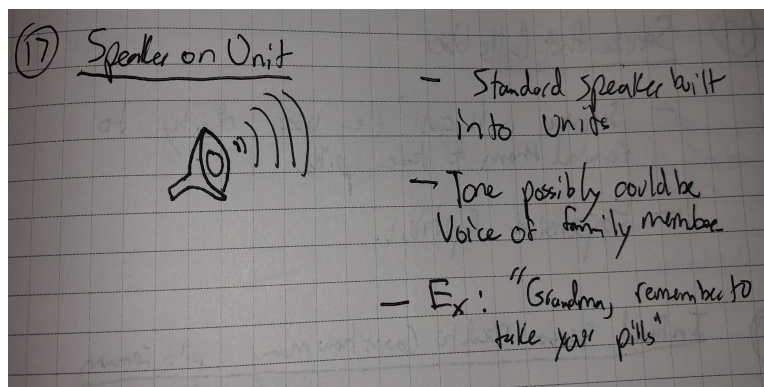 17 Speaker on Unit
- Standard speaker built
into Units
- Tone possibly could be
Voice of family member
- Ex: "Grandma, remember to
take your pills"